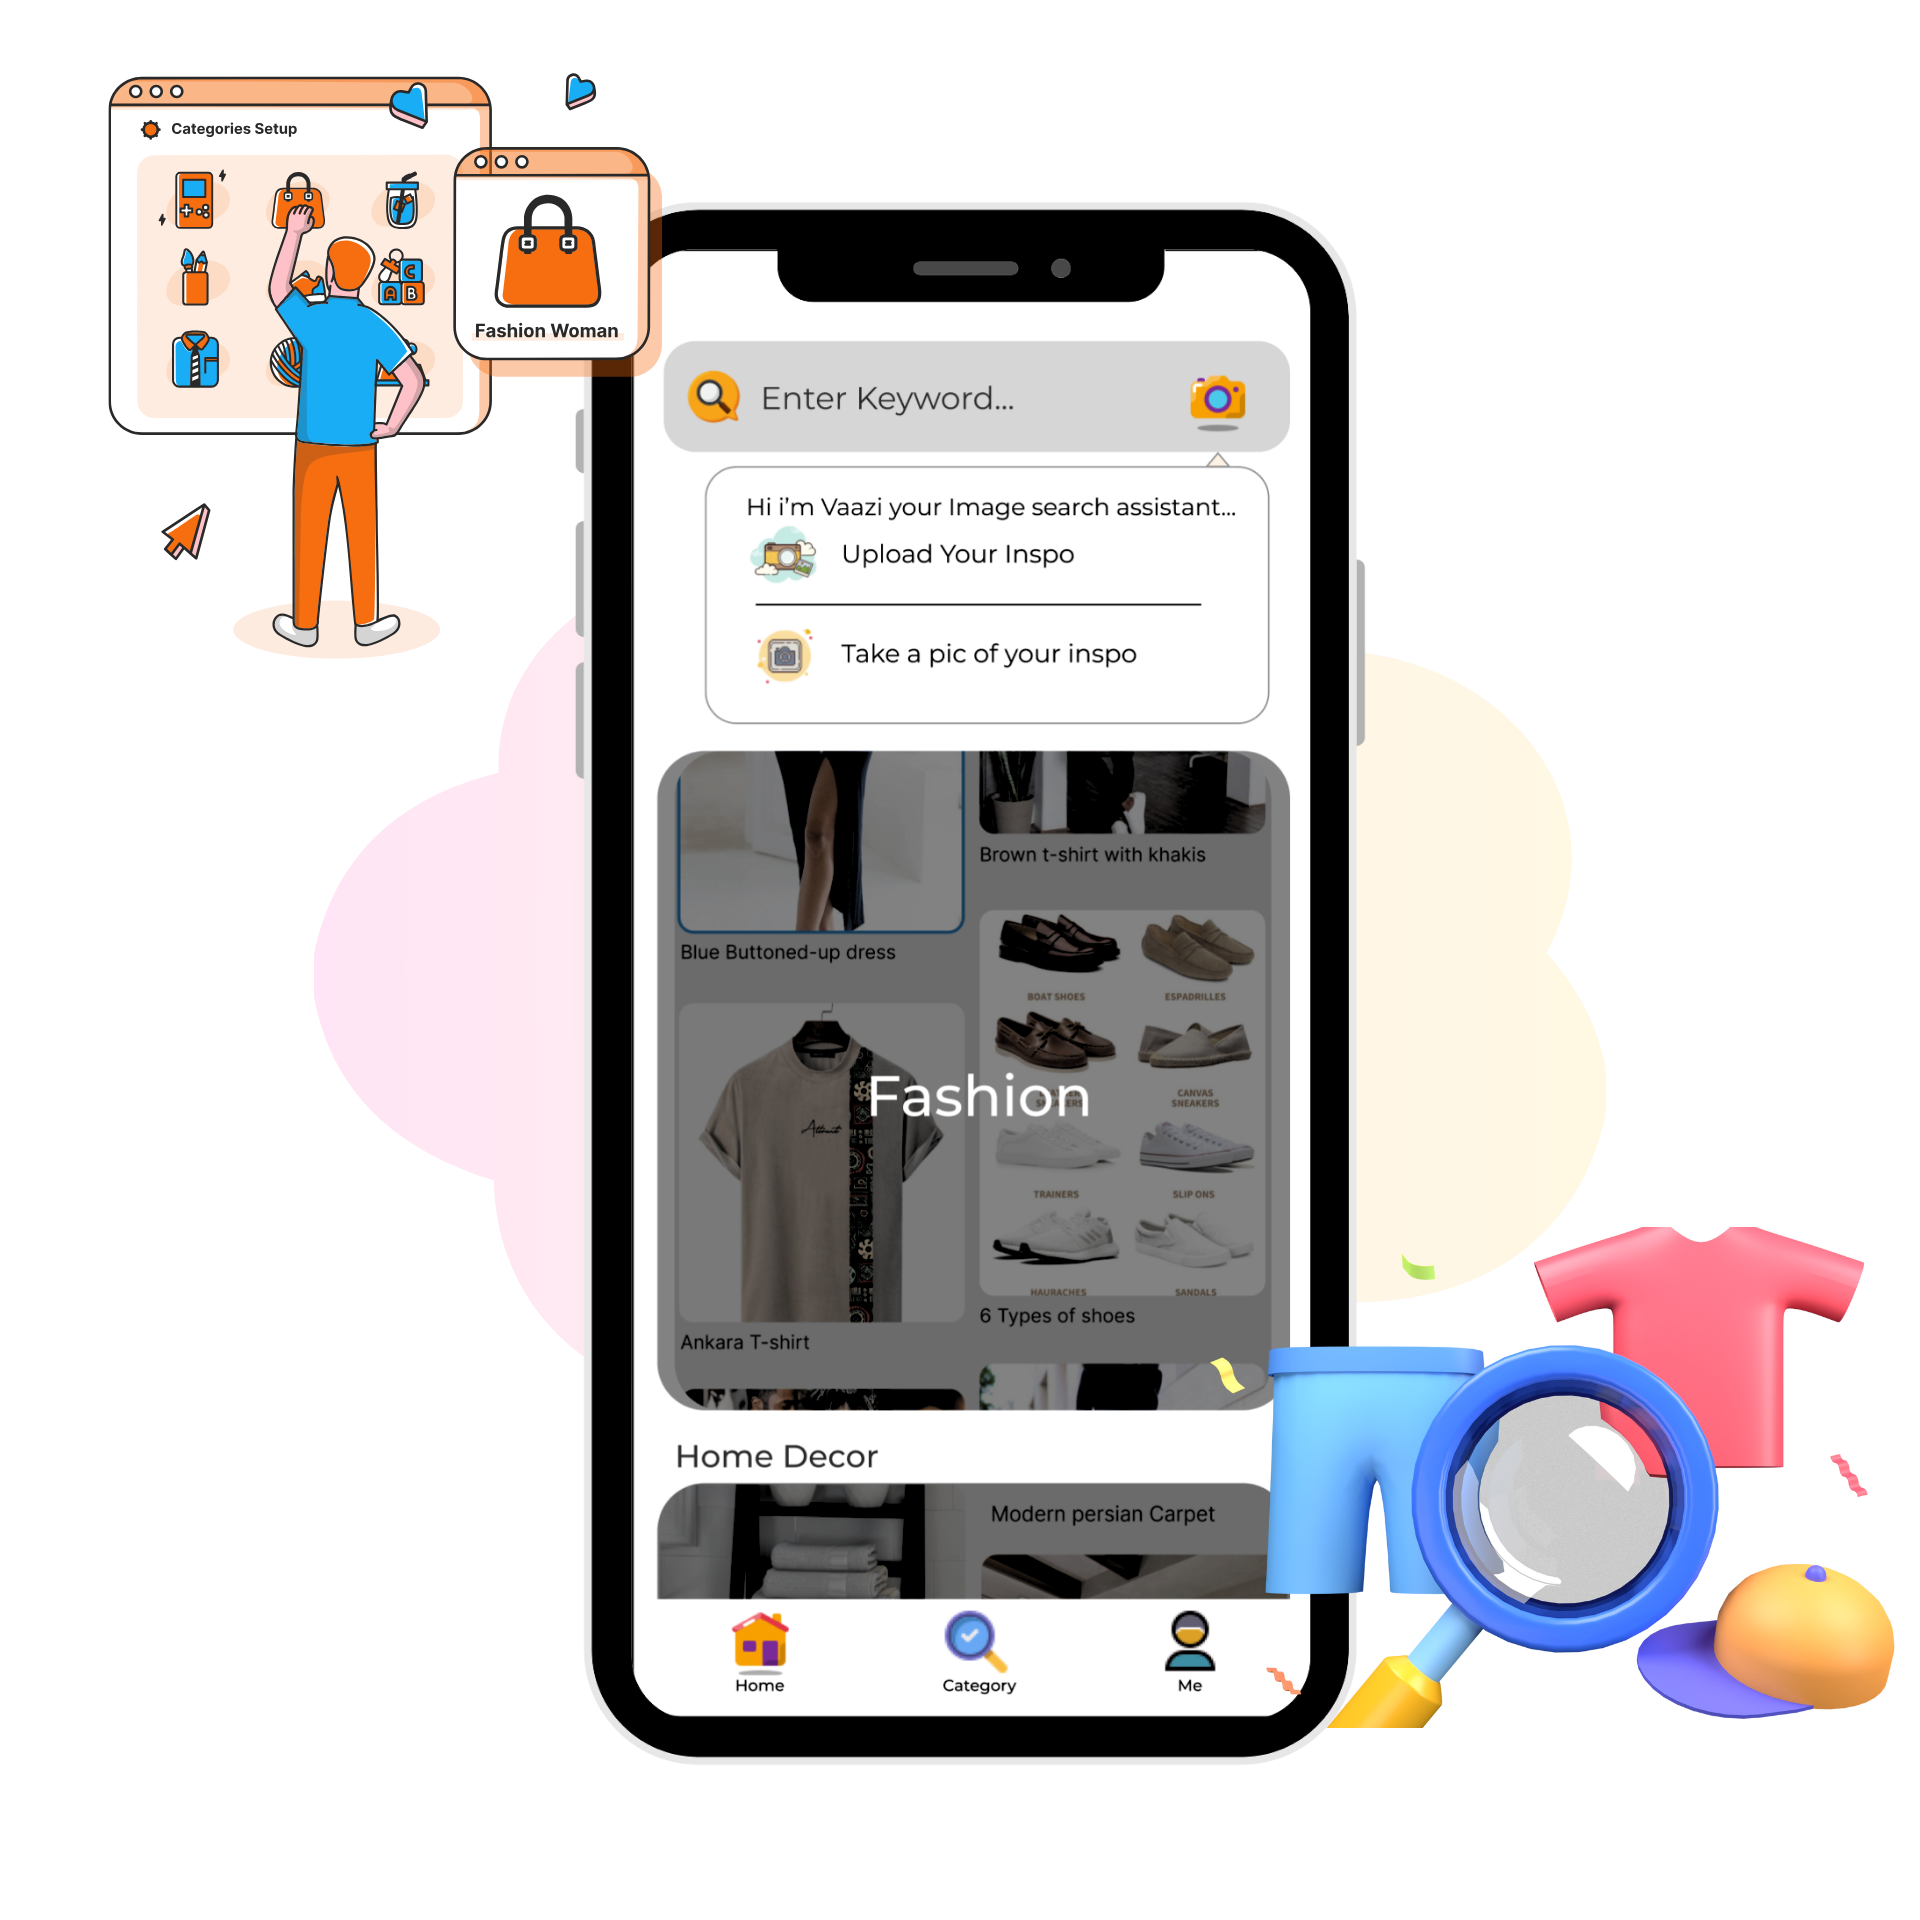 Categories Setup
Fashion Woman
C
A B
Enter Keyword...
Hi i'm Vaazi your Image search assistant...
Upload Your Inspo
Take a pic of your inspo
Brown t-shirt with khakis
Blue Buttoned-up dress
BOAT SHOES ESPADRILLES
Fashion
CANVAS
SNEAKERS
TRAINERS SLIP ONS
HAURACHES SANDALS
6 Types of shoes
Ankara T-shirt
Home Decor
Modern persian Carpet
Home Category Me